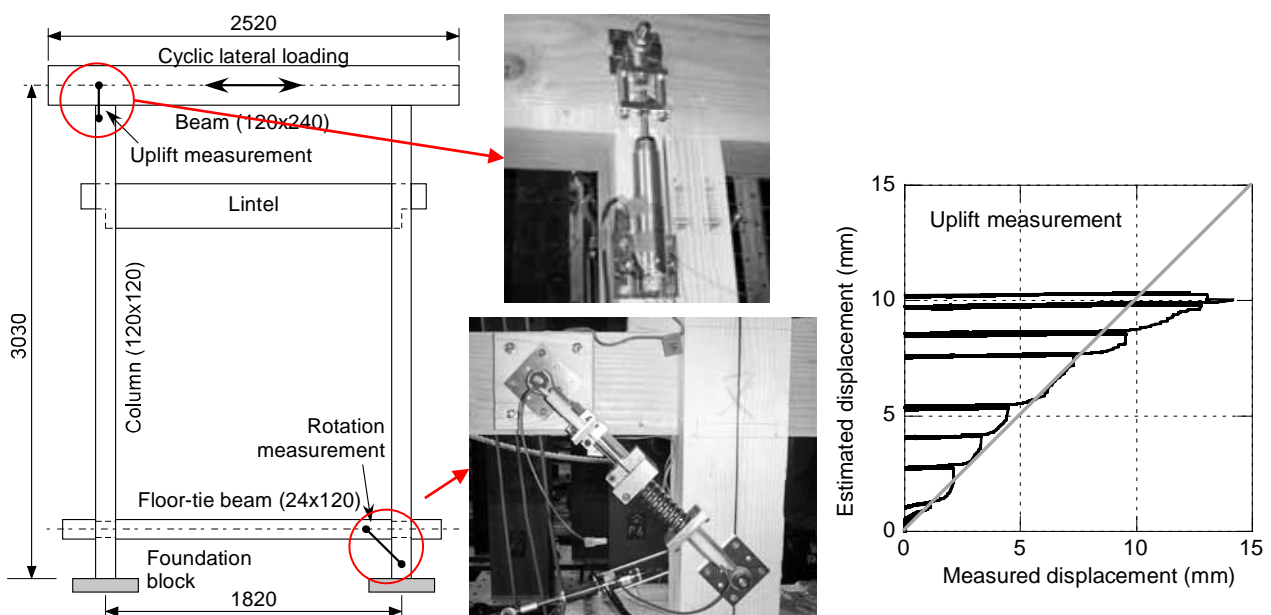 2520
Cyclic lateral loading
Beam (120x240)
Uplift measurement
Lintel
Column (120x120)
3030
Rotation
measurement
Floor-tie beam (24x120)
Foundation
block
1820
15
10
5
0
Estimated displacement (mm)
Uplift measurement
0
5
10
15
Measured displacement (mm)